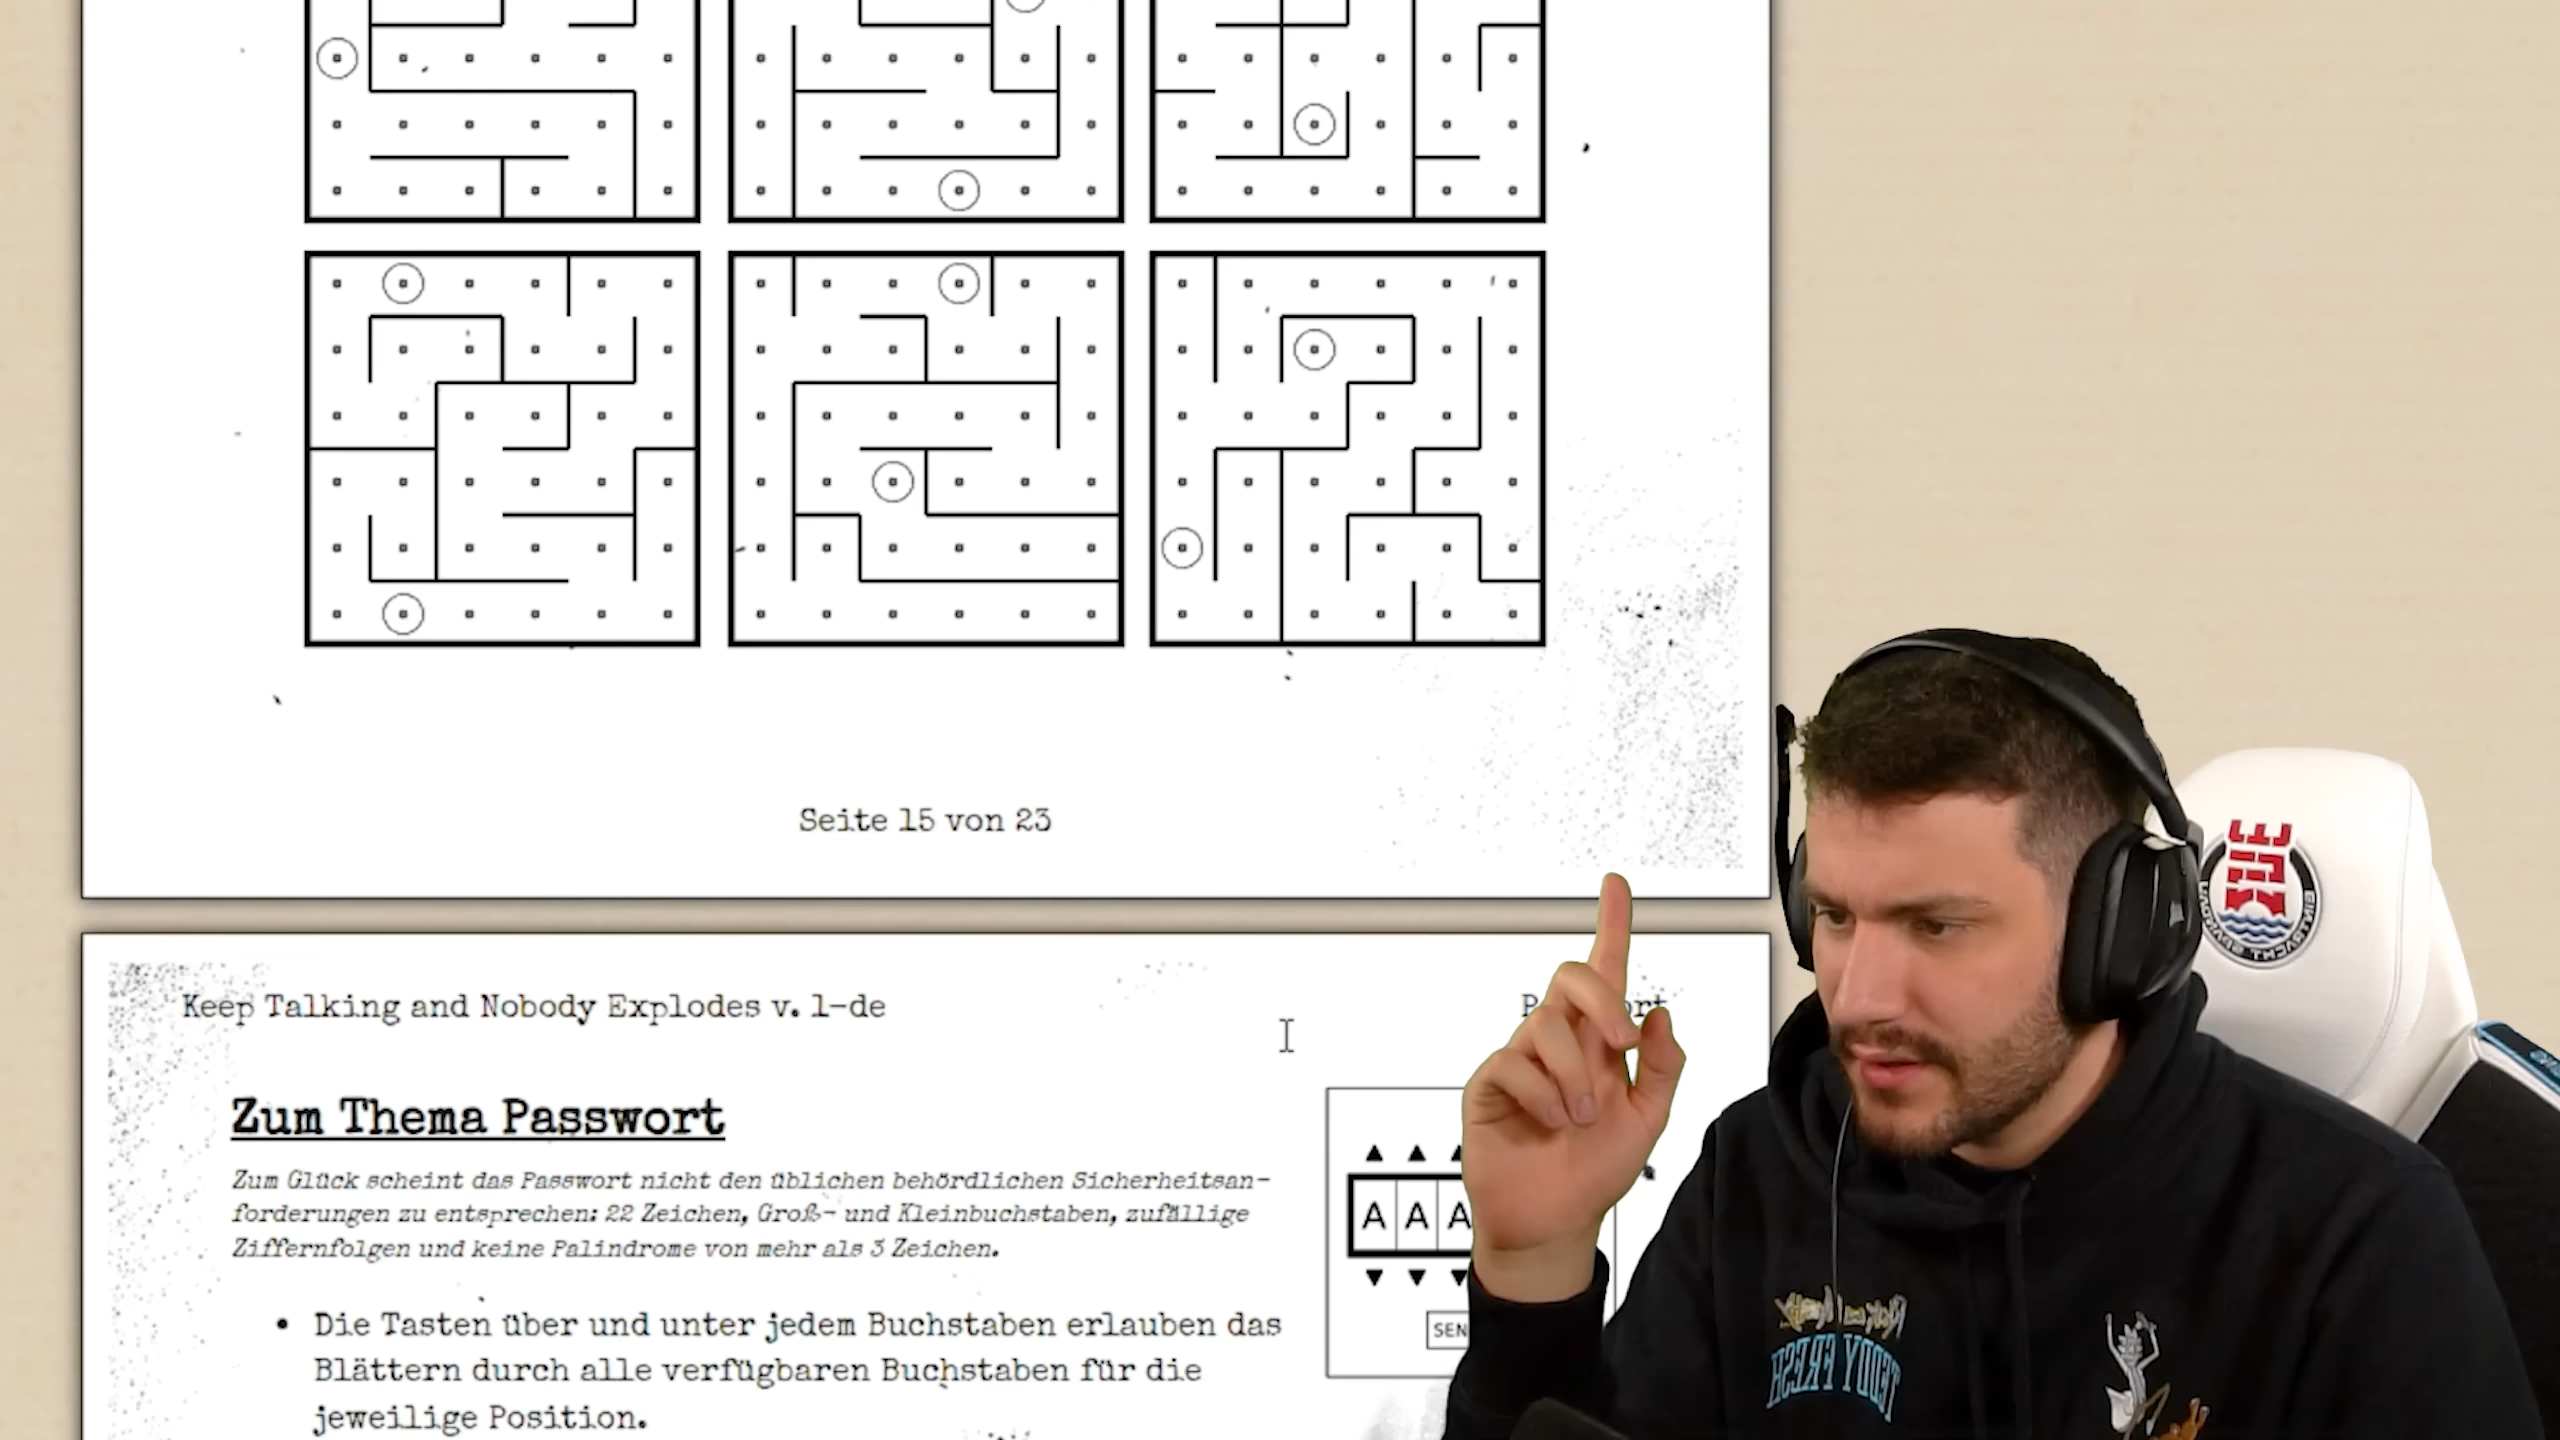 Seite 15 von 23
Keep Talking and Nobody Explodes v. 1-de
Zum Thema Passwort
Zum Glück scheint das Passwort nicht den üblichen behördlichen Sicherheitsan-
forderungen zu entsprechen: 22 Zeichen, Groß- und Kleinbuchstaben, zufällige
Ziffernfolgen und keine Palindrome von mehr als 3 Zeichen.
A A A
• Die Tasten über und unter jedem Buchstaben erlauben das
Blättern durch alle verfügbaren Buchstaben für die
jeweilige Position.
TEDDY FRESH